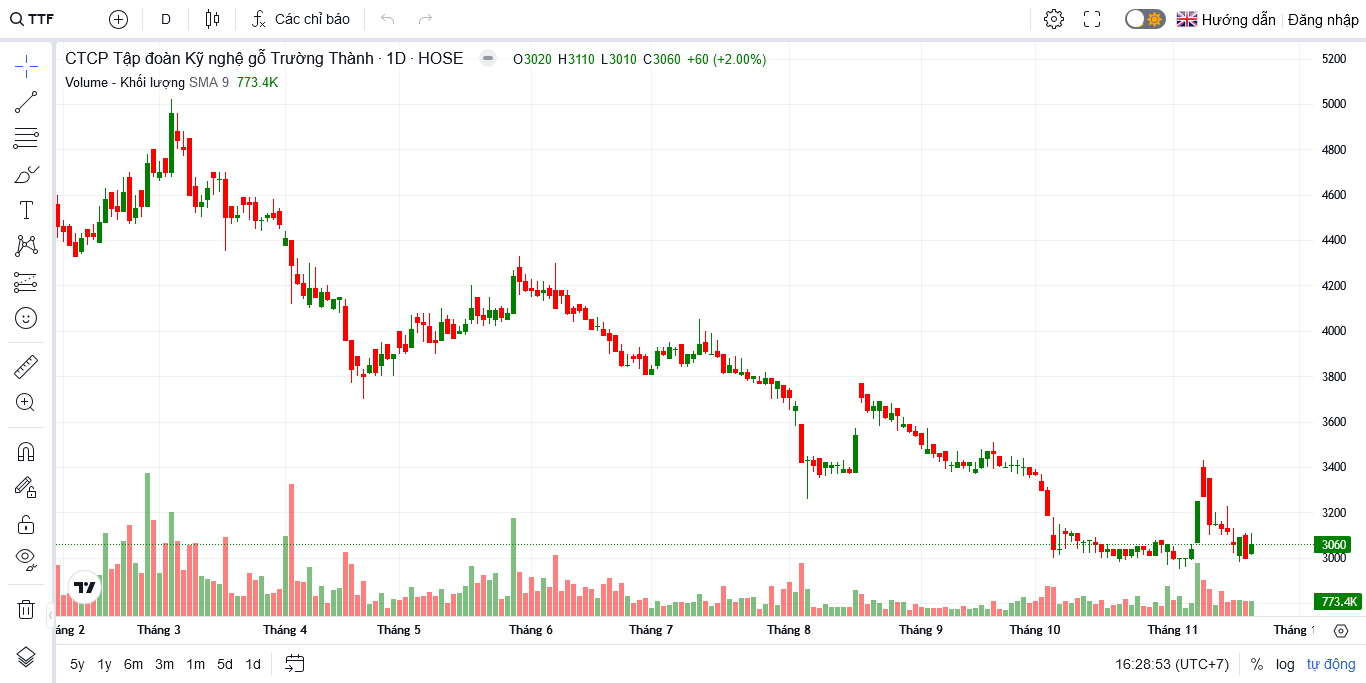 TTF D Các chỉ báo Hướng dẫn Đăng nhập
CTCP Tập đoàn Kỹ nghệ gỗ Trường Thành · 1D · HOSE O3020 H3110 L3010 C3060 +60 (+2.00%)
Volume - Khối lượng SMA 9 773.4K
5200
5000
4800
4600
4400
4200
4000
3800
3600
3400
3200
3060
3000
773.4K
áng 2 Tháng 3 Tháng 4 Tháng 5 Tháng 6 Tháng 7 Tháng 8 Tháng 9 Tháng 10 Tháng 11 Tháng 1
5y 1y 6m 3m 1m 5d 1d 16:28:53 (UTC+7) % log tự động